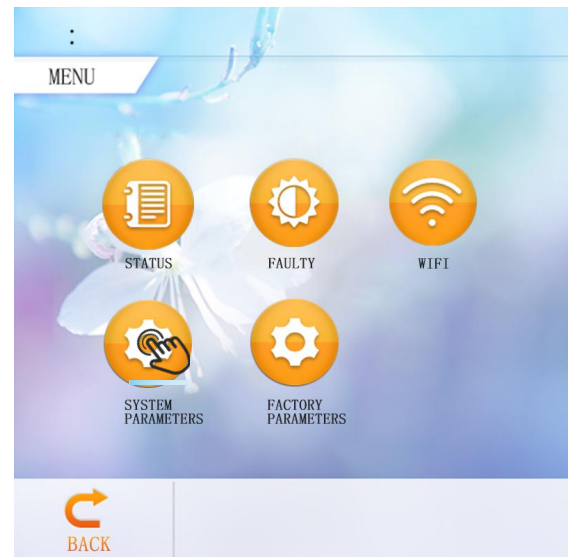 :
MENU
STATUS
FAULTY
WIFI
SYSTEM
PARAMETERS
FACTORY
PARAMETERS
BACK